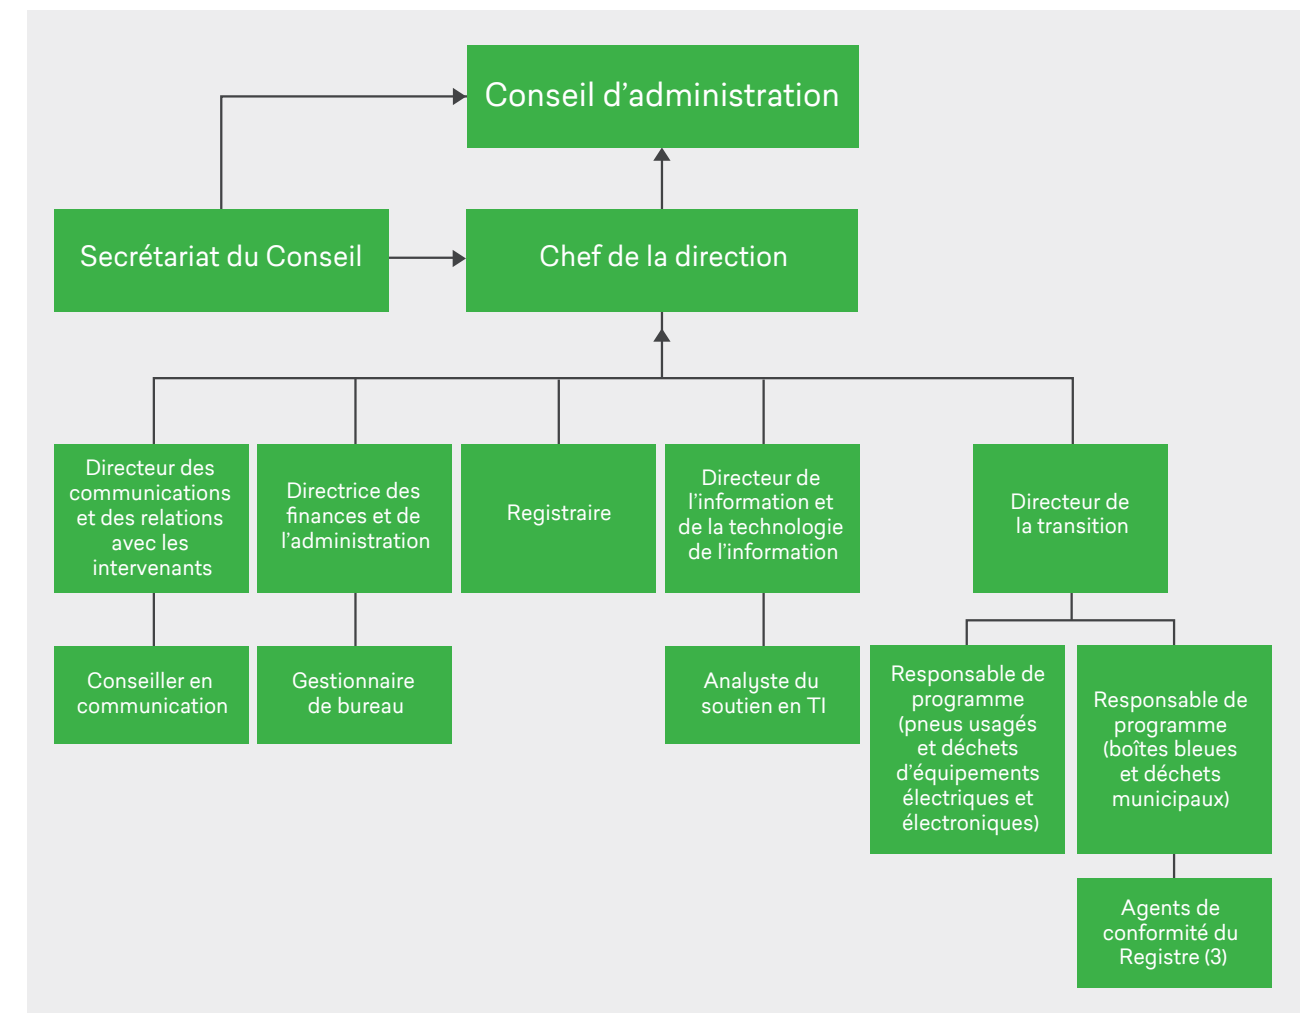 Conseil d’administration
Secrétariat du Conseil
Chef de la direction
Directeur des
communications
et des relations
avec les
intervenants
Directrice des
finances et de
l’administration
Registraire
Directeur de
l’information et
de la technologie
de l’information
Directeur de
la transition
Conseiller en
communication
Gestionnaire
de bureau
Analyste du
soutien en TI
Responsable de
programme
(pneus usagés
et déchets
d’équipements
électriques et
électroniques)
Responsable de
programme
(boîtes bleues
et déchets
municipaux)
Agents de
conformité du
Registre (3)